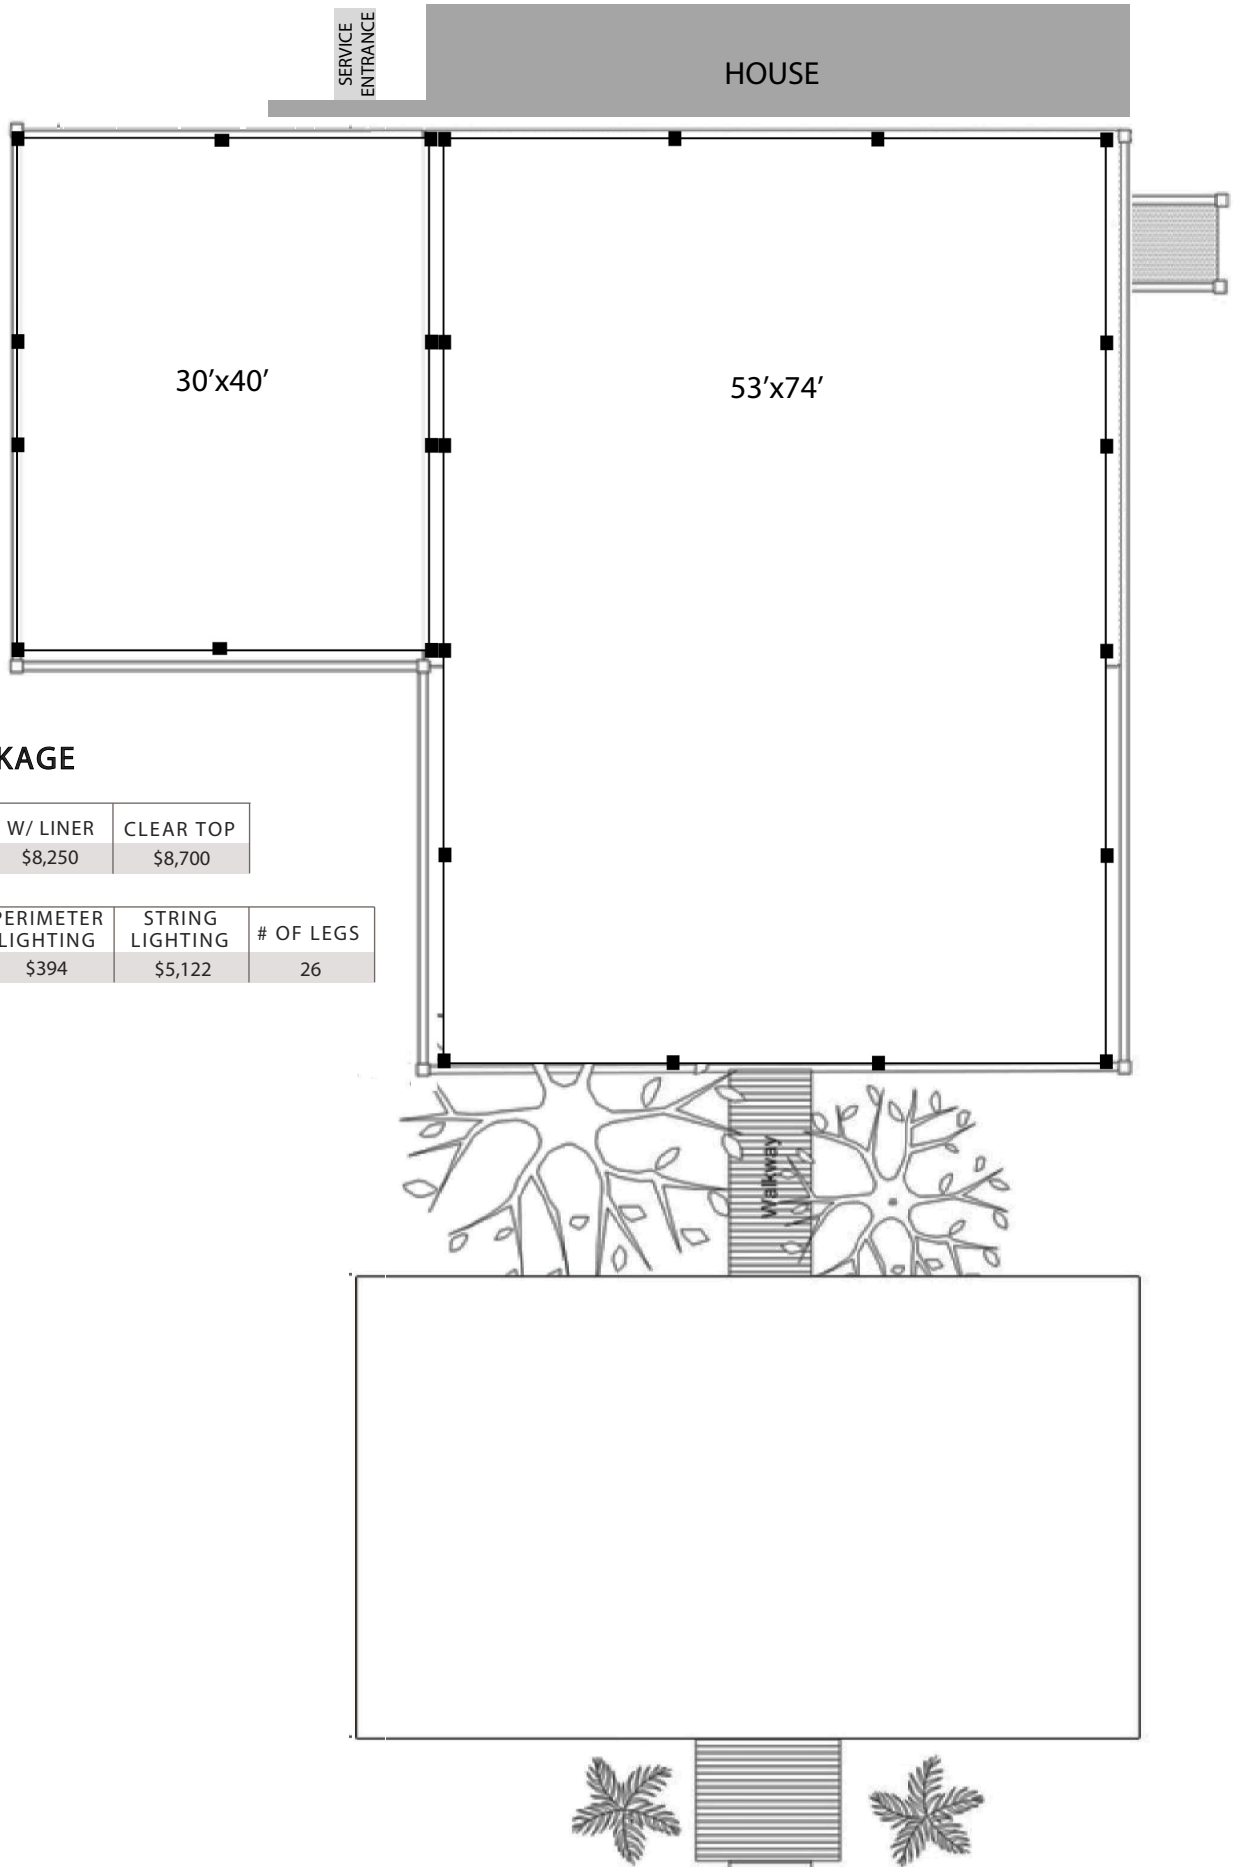 SERVICE
ENTRANCE
HOUSE
30’x40’
53’x74’
KAGE
W/ LINER
CLEAR TOP
$8,250
$8,700
PERIMETER
LIGHTING
STRING
LIGHTING
# OF LEGS
$394
$5,122
26
Walkway